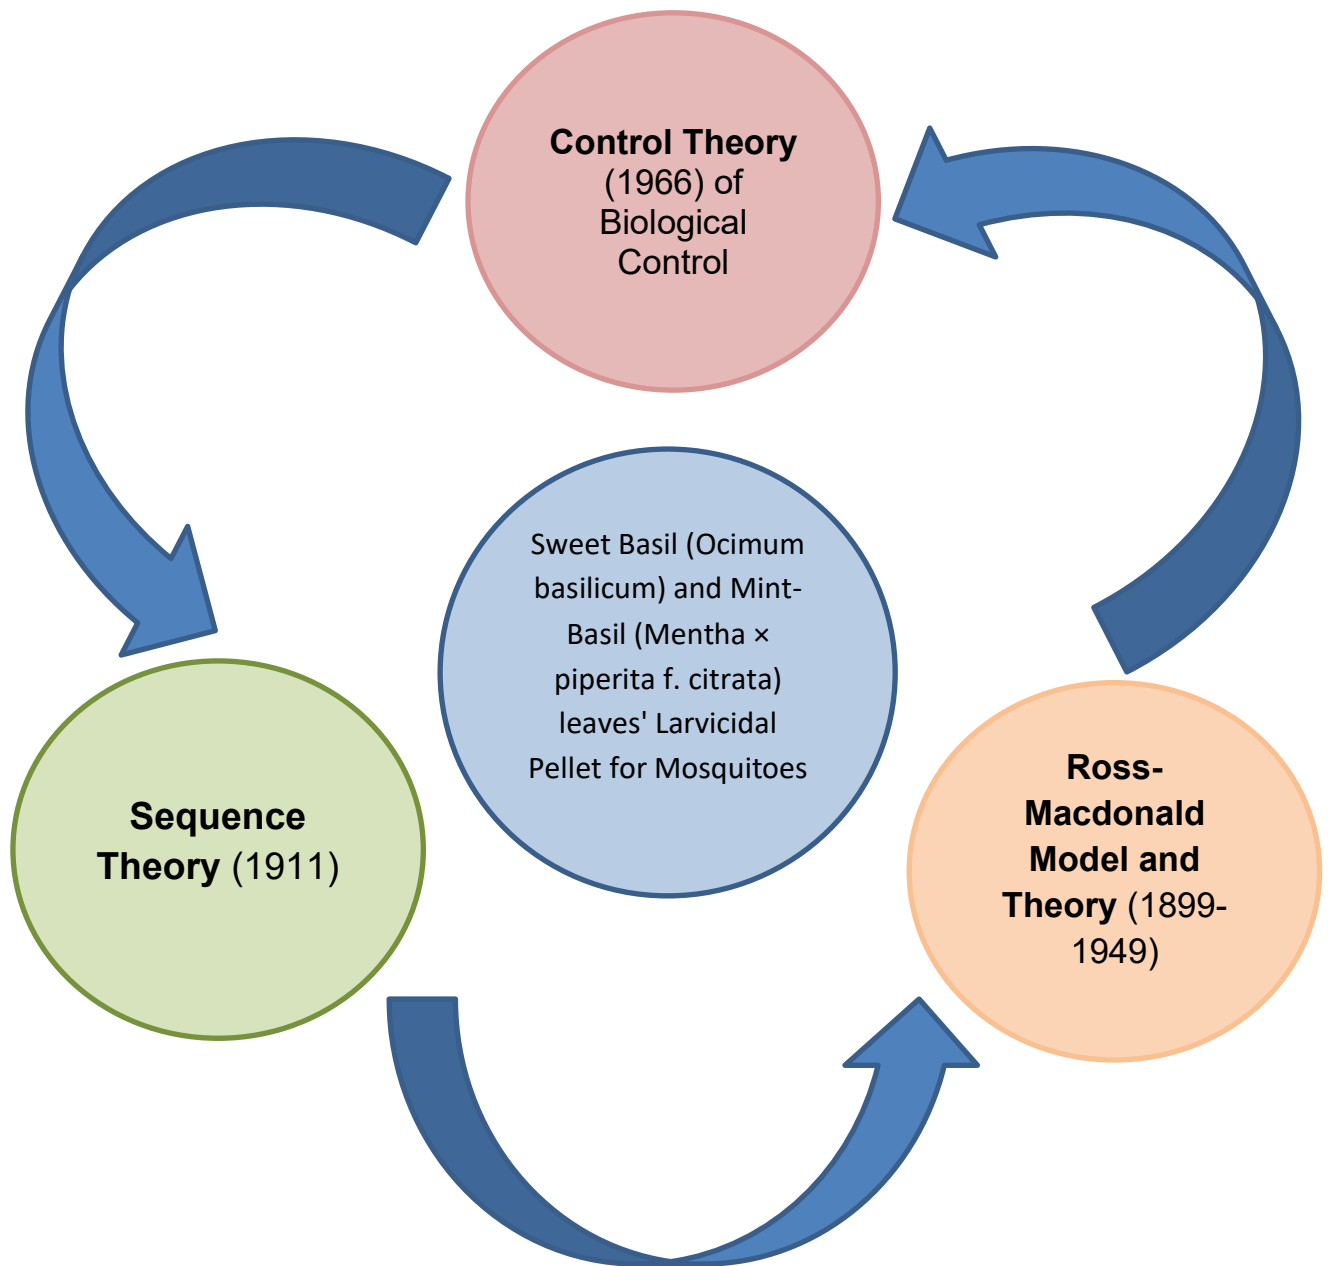 Control Theory
(1966) of
Biological
Control
Sweet Basil (Ocimum
basilicum) and Mint-
Basil (Mentha ×
piperita f. citrata)
leaves' Larvicidal
Pellet for Mosquitoes
Sequence
Theory (1911)
Ross-
Macdonald
Model and
Theory (1899-
1949)